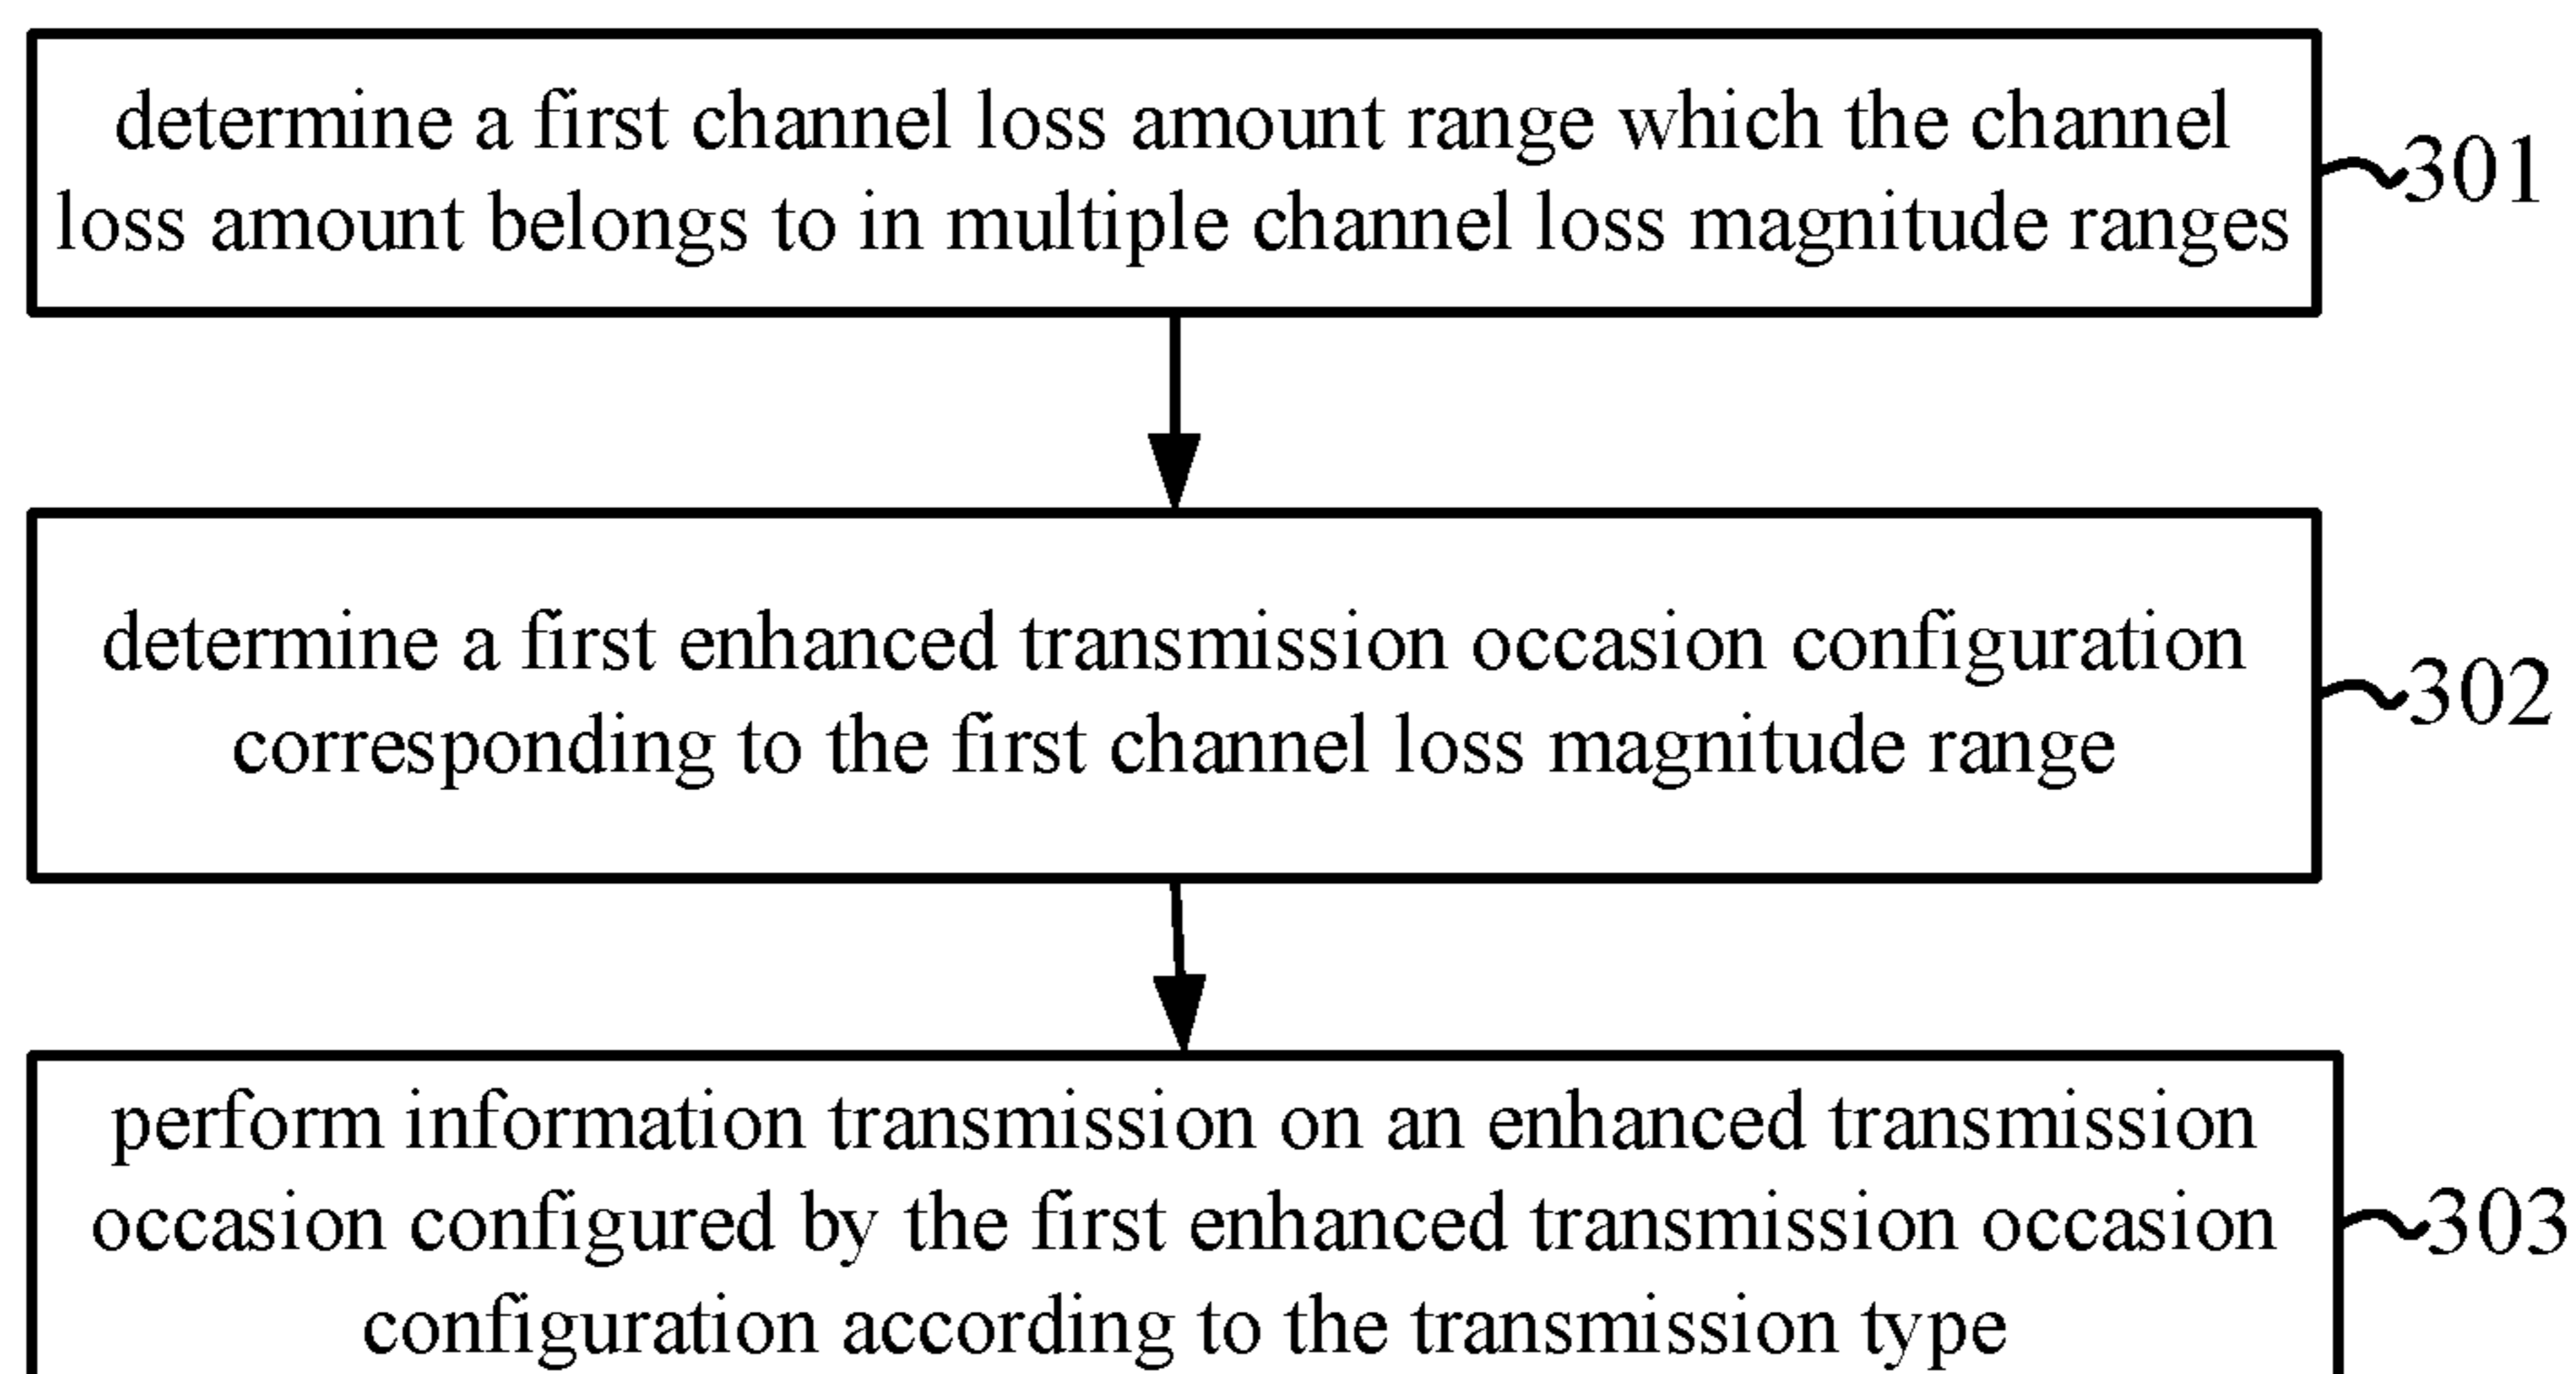 determine a first channel loss amount range which the channel
loss amount belongs to in multiple channel loss magnitude ranges
301
determine a first enhanced transmission occasion configuration
corresponding to the first channel loss magnitude range
302
perform information transmission on an enhanced transmission
occasion configured by the first enhanced transmission occasion
configuration according to the transmission type
303